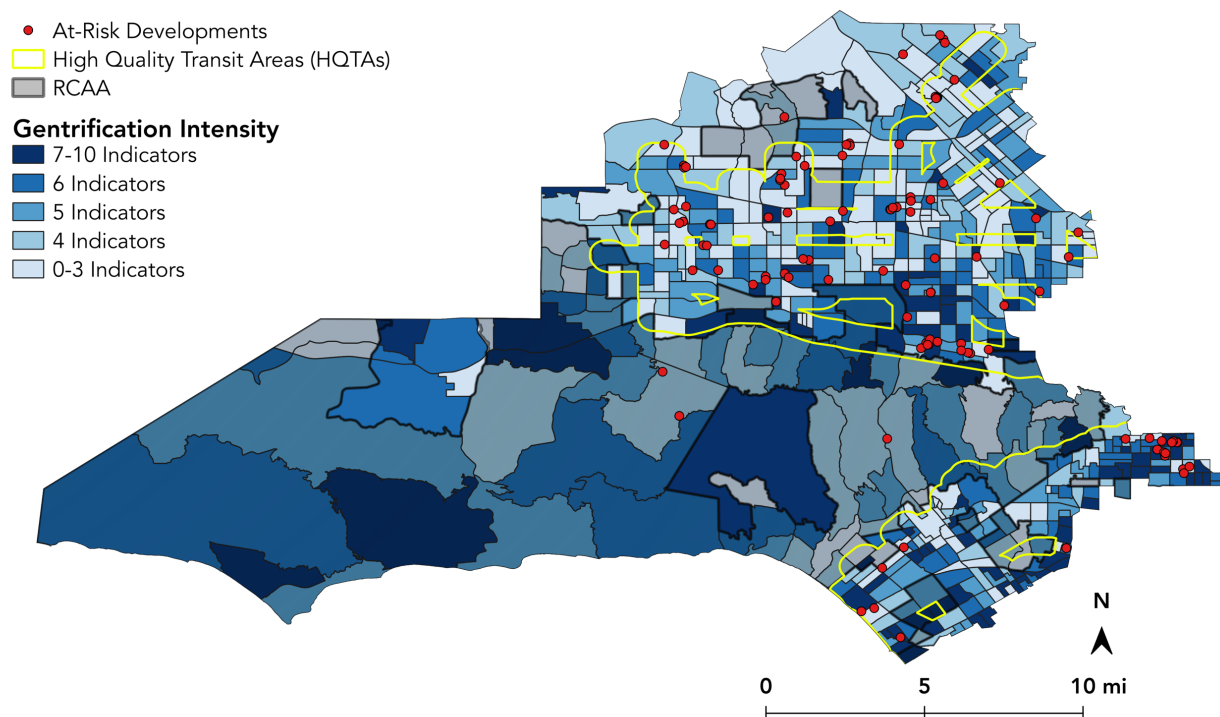 At-Risk Developments
High Quality Transit Areas (HQTAs)
RCAA
Gentrification Intensity
7-10 Indicators
6 Indicators
5 Indicators
4 Indicators
0-3 Indicators
N
0 5 10 mi